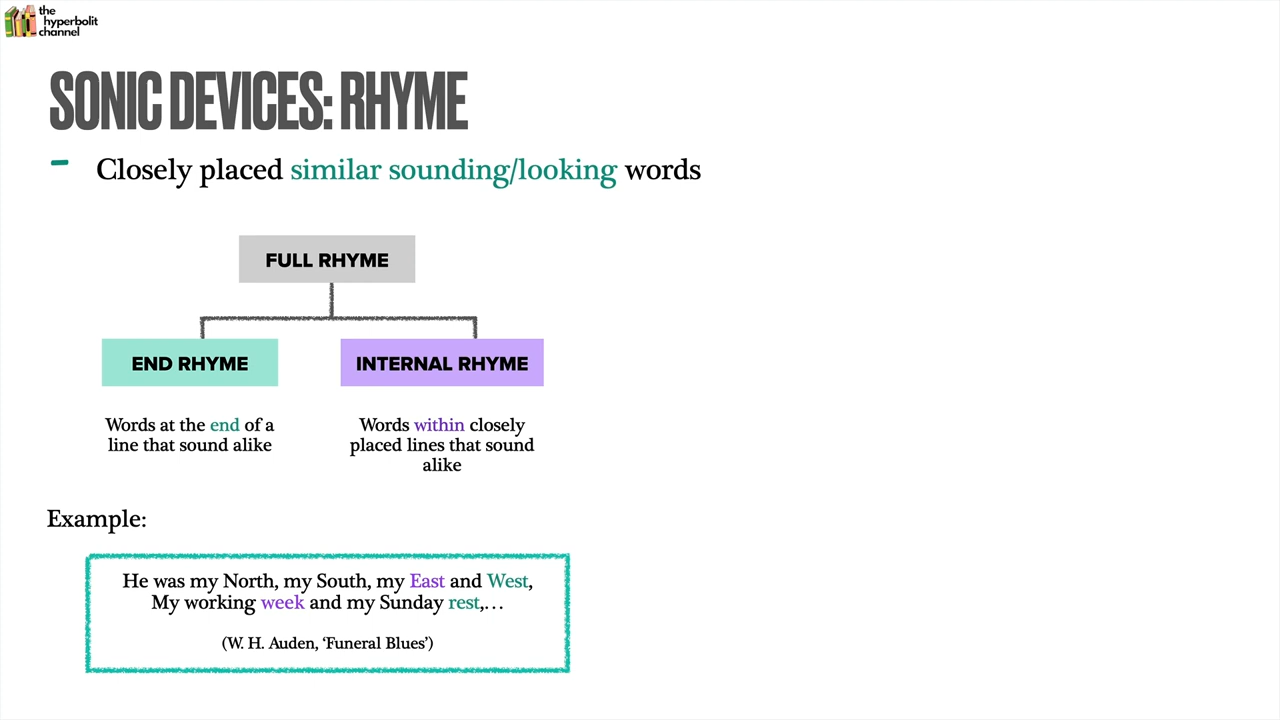 the
hyperbolit
channel
SONIC DEVICES: RHYME
- Closely placed similar sounding/looking words
FULL RHYME
END RHYME
INTERNAL RHYME
Words at the end of a
line that sound alike
Words within closely
placed lines that sound
alike
Example:
He was my North, my South, my East and West,
My working week and my Sunday rest,...
(W. H. Auden, ‘Funeral Blues’)